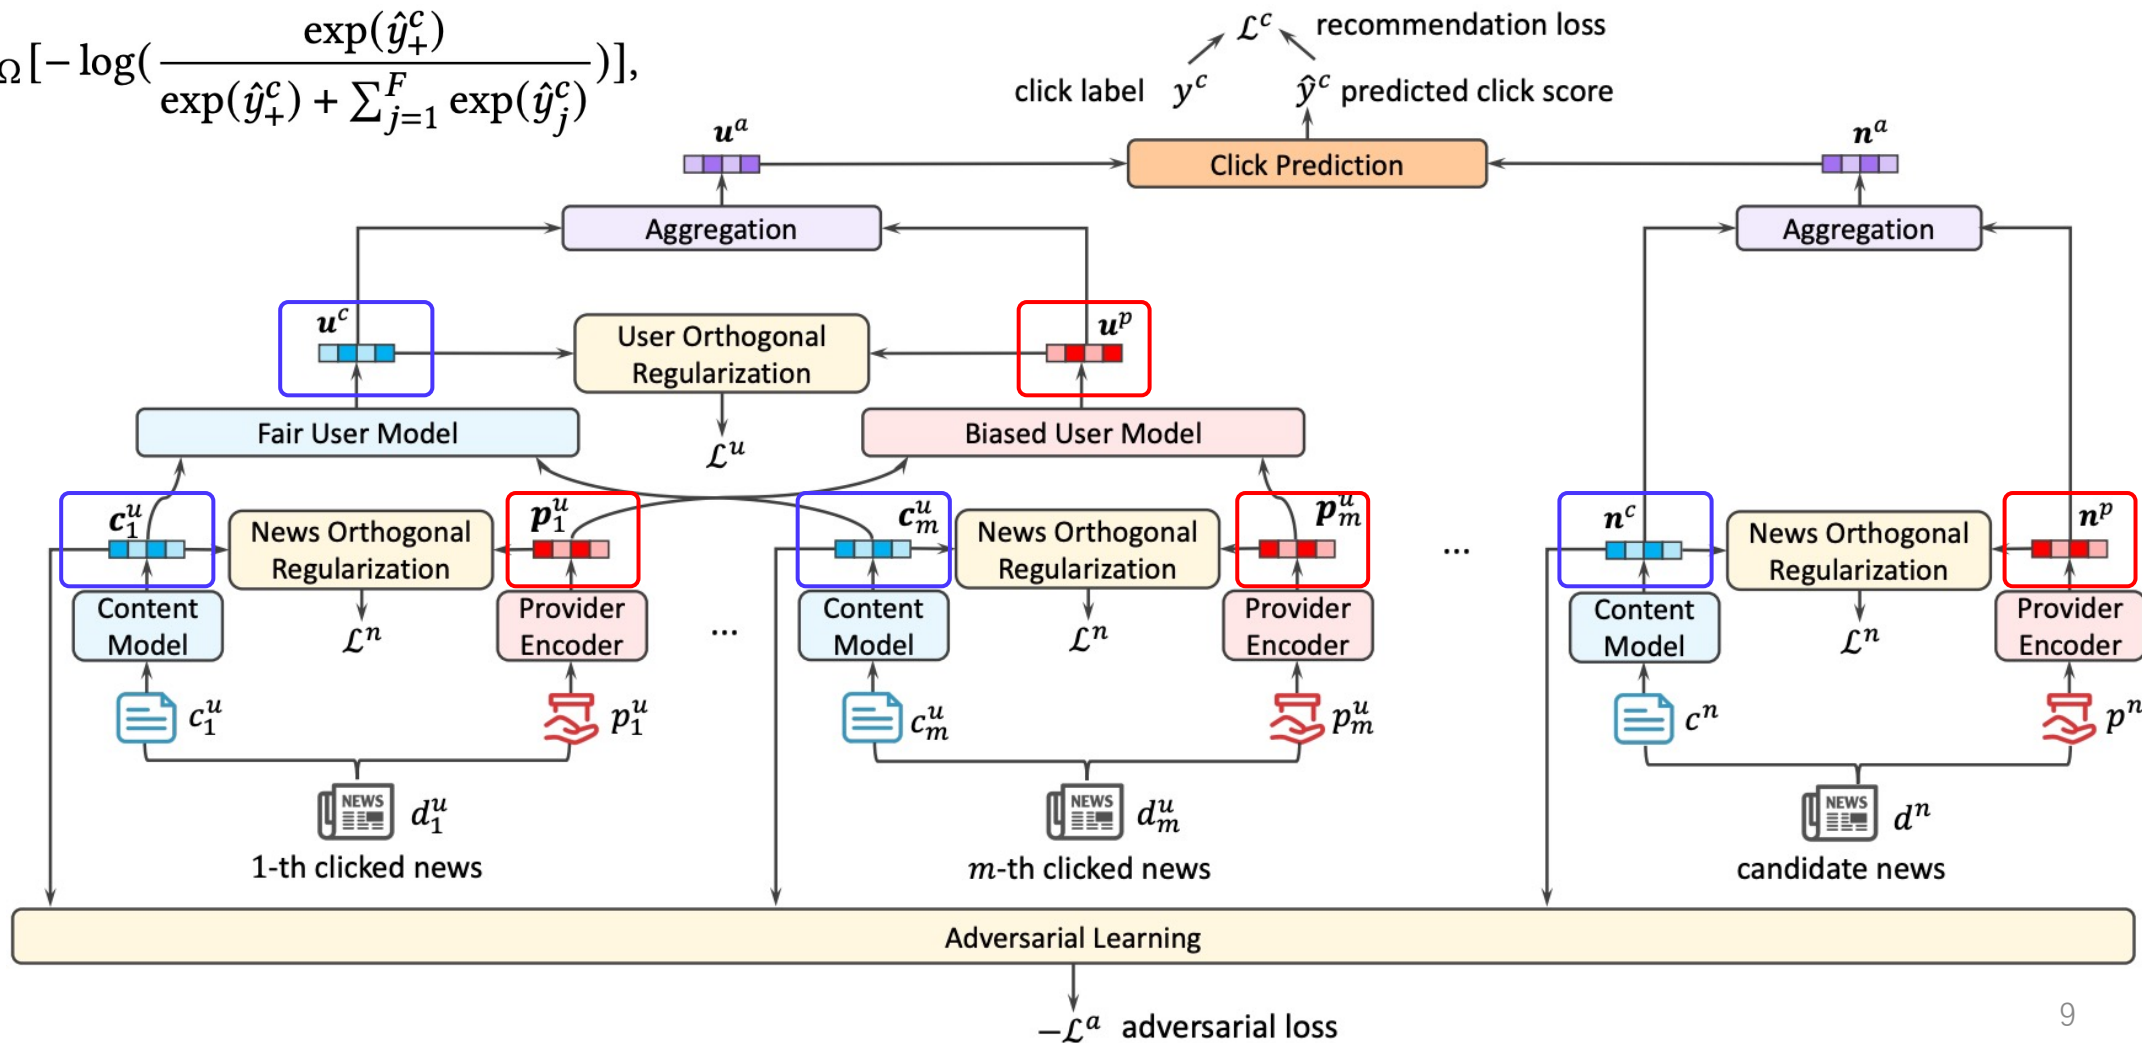 Ω[−log( exp(ŷ₊ᶜ) / exp(ŷ₊ᶜ) + ∑ⱼ₌₁ᶠ exp(ŷⱼᶜ) )],
ℒᶜ recommendation loss
click label yᶜ ŷᶜ predicted click score
uᵃ
nᵃ
Click Prediction
Aggregation
Aggregation
uᶜ
User Orthogonal
Regularization
uᵖ
Fair User Model
ℒᵘ
Biased User Model
c₁ᵘ
News Orthogonal
Regularization
p₁ᵘ
cₘᵘ
News Orthogonal
Regularization
pₘᵘ
...
nᶜ
News Orthogonal
Regularization
nᵖ
Content
Model
ℒⁿ
Provider
Encoder
...
Content
Model
ℒⁿ
Provider
Encoder
Content
Model
ℒⁿ
Provider
Encoder
c₁ᵘ
p₁ᵘ
cₘᵘ
pₘᵘ
cⁿ
pⁿ
NEWS d₁ᵘ
NEWS dₘᵘ
NEWS dⁿ
1-th clicked news
m-th clicked news
candidate news
Adversarial Learning
−ℒᵃ adversarial loss
9